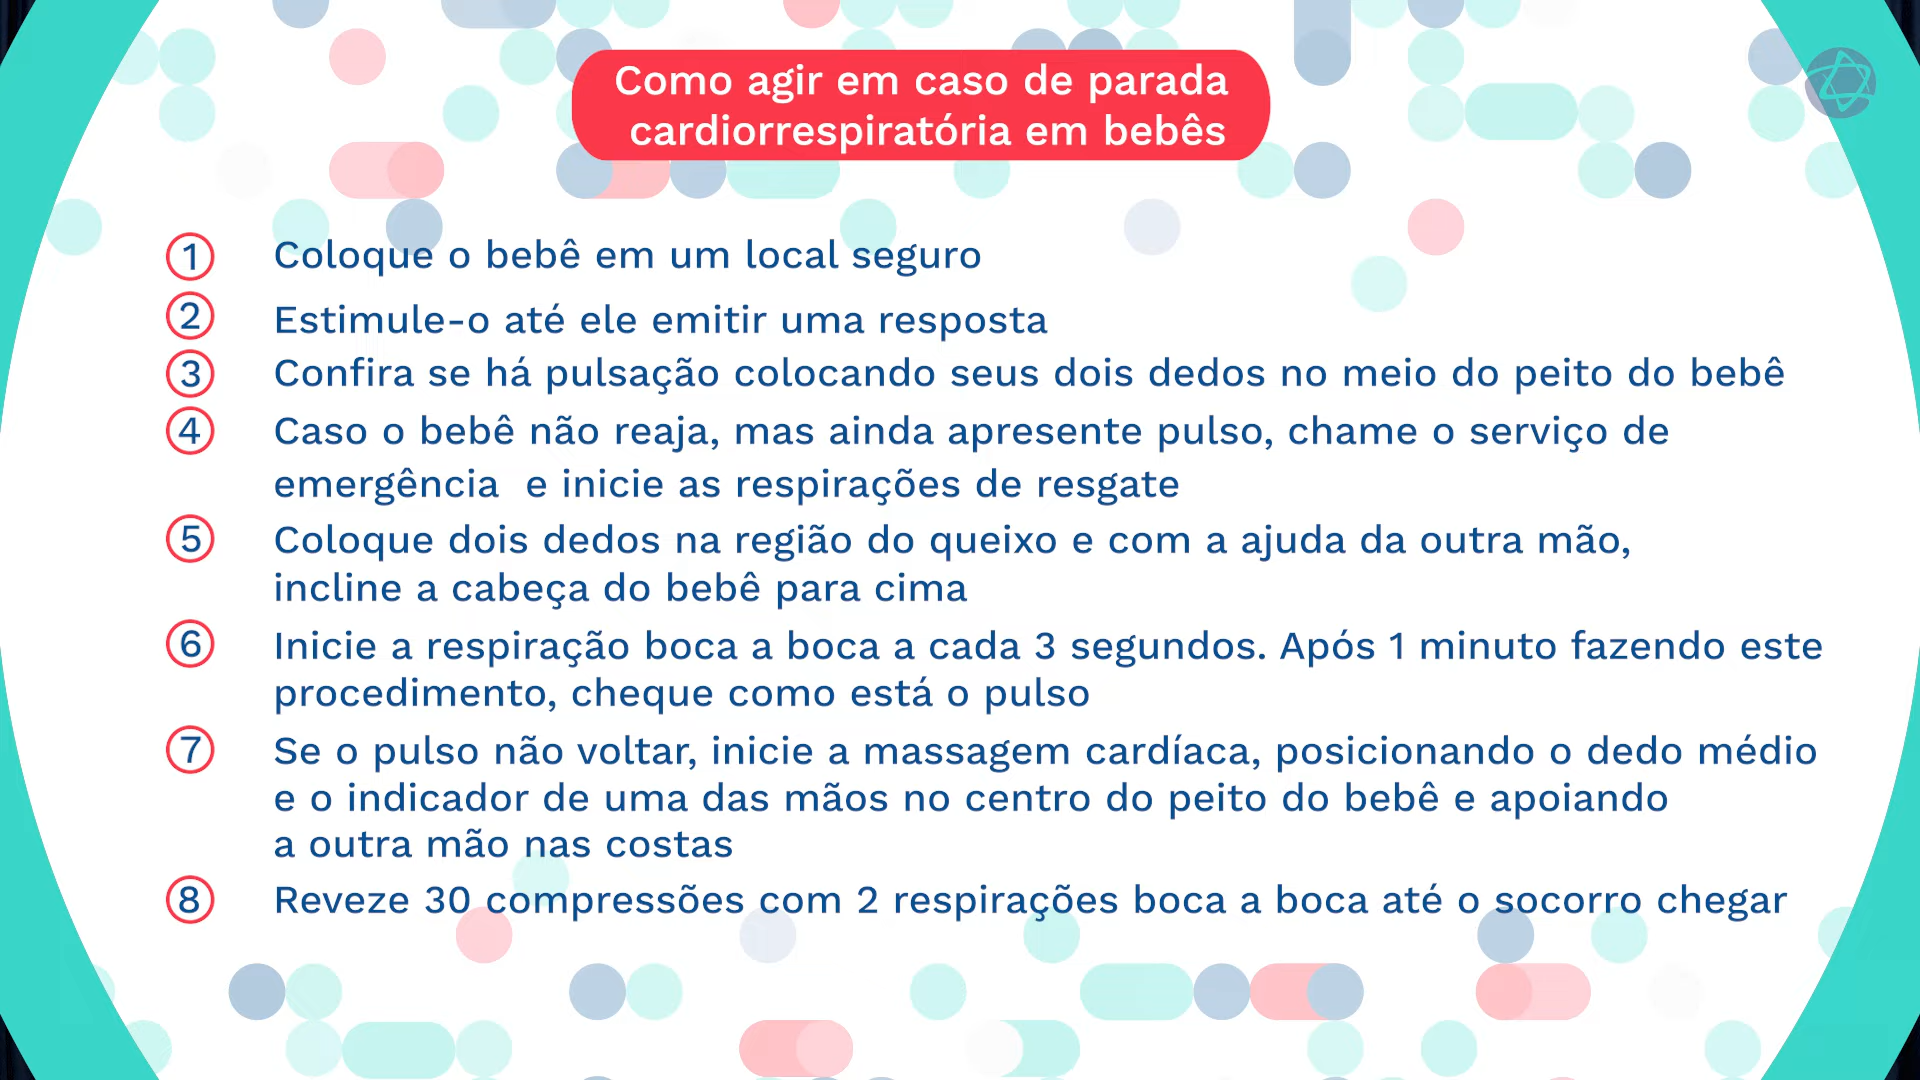 Como agir em caso de parada
cardiorrespiratória em bebês
1 Coloque o bebê em um local seguro
2 Estimule-o até ele emitir uma resposta
3 Confira se há pulsação colocando seus dois dedos no meio do peito do bebê
4 Caso o bebê não reaja, mas ainda apresente pulso, chame o serviço de
emergência e inicie as respirações de resgate
5 Coloque dois dedos na região do queixo e com a ajuda da outra mão,
incline a cabeça do bebê para cima
6 Inicie a respiração boca a boca a cada 3 segundos. Após 1 minuto fazendo este
procedimento, cheque como está o pulso
7 Se o pulso não voltar, inicie a massagem cardíaca, posicionando o dedo médio
e o indicador de uma das mãos no centro do peito do bebê e apoiando
a outra mão nas costas
8 Reveze 30 compressões com 2 respirações boca a boca até o socorro chegar